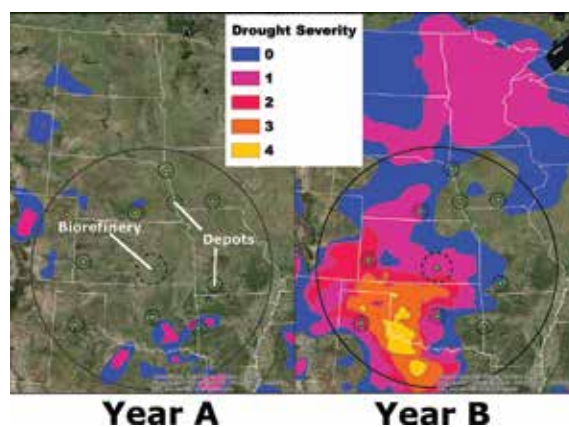 Drought Severity
0
1
2
3
4
Biorefinery
Depots
Year A
Year B